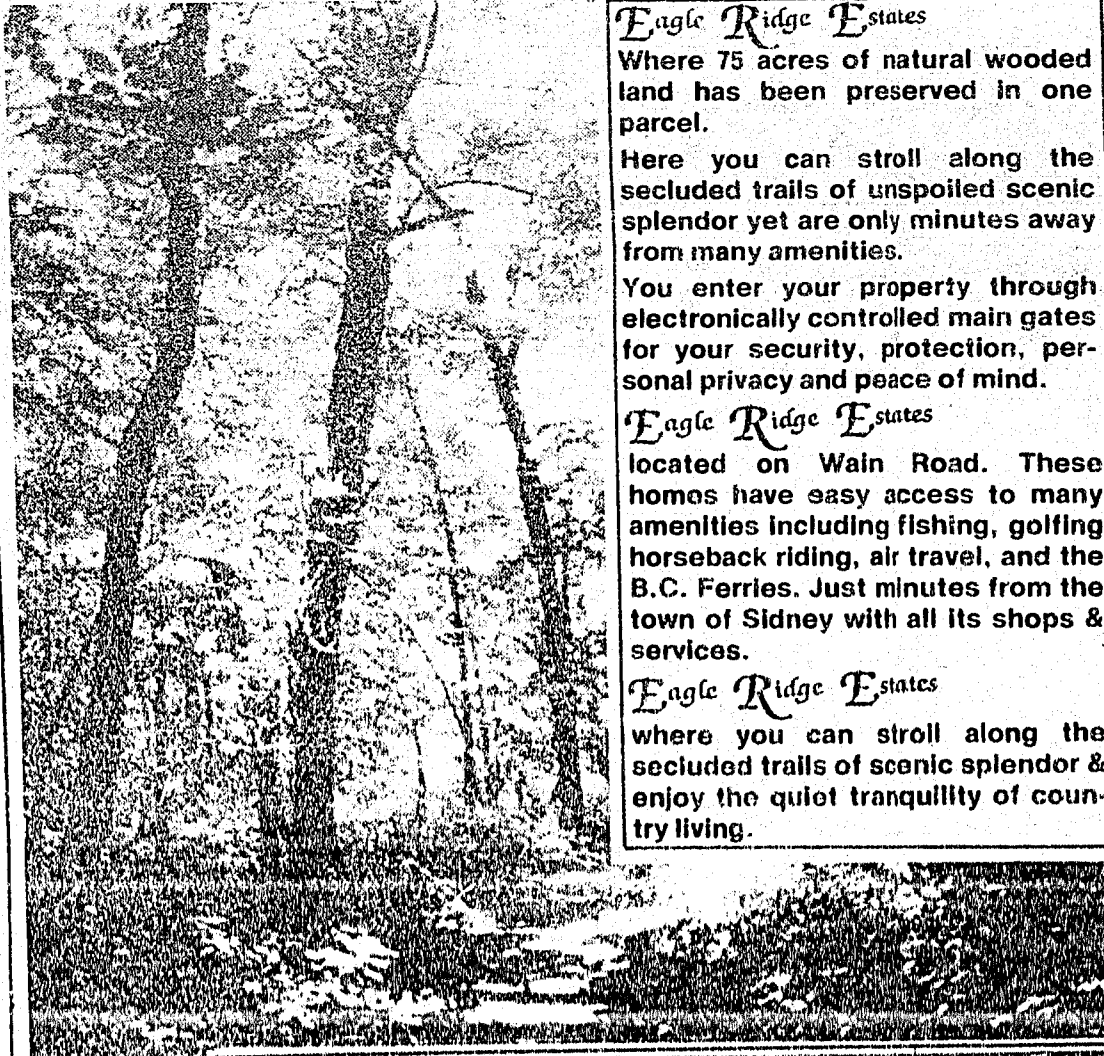 Eagle Ridge Estates
Where 75 acres of natural wooded
land has been preserved in one
parcel.
Here you can stroll along the
secluded trails of unspoiled scenic
splendor yet are only minutes away
from many amenities.
You enter your property through
electronically controlled main gates
for your security, protection, per-
sonal privacy and peace of mind.
Eagle Ridge Estates
located on Wain Road. These
homes have easy access to many
amenities including fishing, golfing
horseback riding, air travel, and the
B.C. Ferries. Just minutes from the
town of Sidney with all its shops &
services.
Eagle Ridge Estates
where you can stroll along the
secluded trails of scenic splendor &
enjoy the quiet tranquility of coun-
try living.